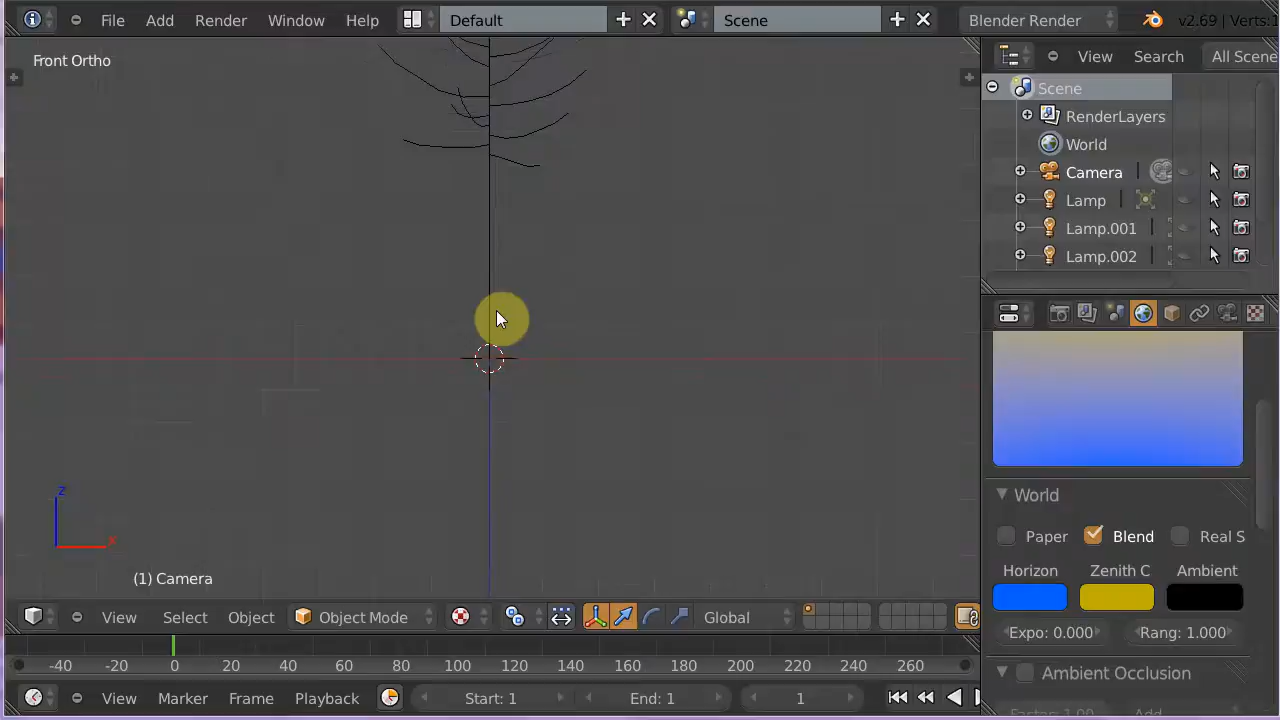 File Add Render Window Help Default Scene Blender Render v2.69 | Verts:1
Front Ortho
View Search All Scene
Scene
RenderLayers
World
Camera
Lamp
Lamp.001
Lamp.002
World
Paper Blend Real S
Horizon Zenith C Ambient
Expo: 0.000 Rang: 1.000
Ambient Occlusion
z
x
(1) Camera
View Select Object Object Mode Global
-40 -20 0 20 40 60 80 100 120 140 160 180 200 220 240 260
View Marker Frame Playback Start: 1 End: 1 1